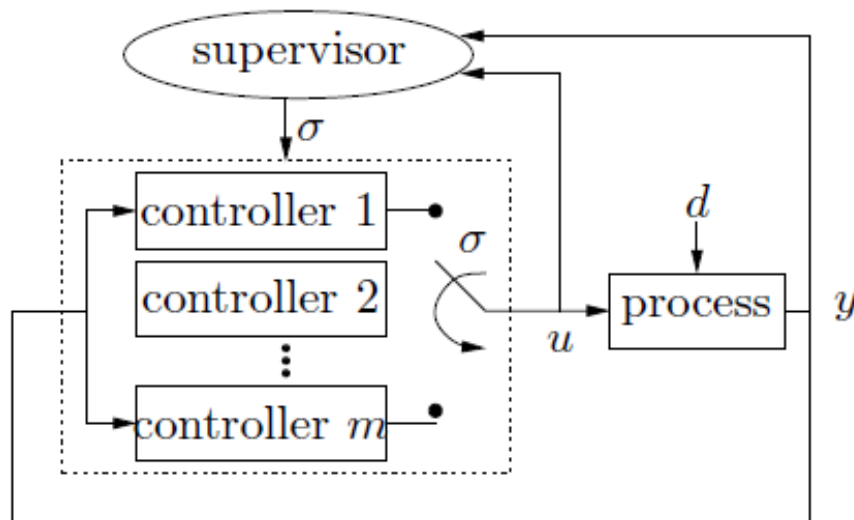 supervisor
σ
controller 1
controller 2
controller m
σ
u
d
process
y